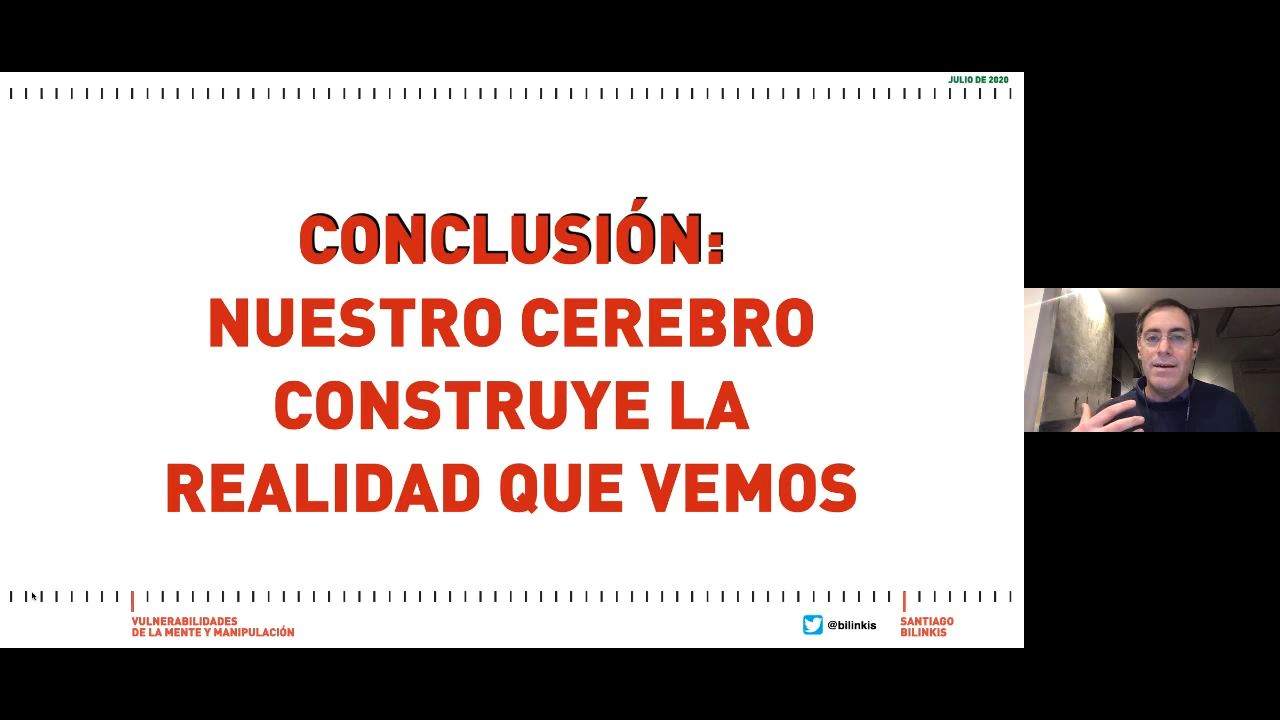 JULIO DE 2020
CONCLUSIÓN:
NUESTRO CEREBRO
CONSTRUYE LA
REALIDAD QUE VEMOS
VULNERABILIDADES
DE LA MENTE Y MANIPULACIÓN
@bilinkis
SANTIAGO
BILINKIS